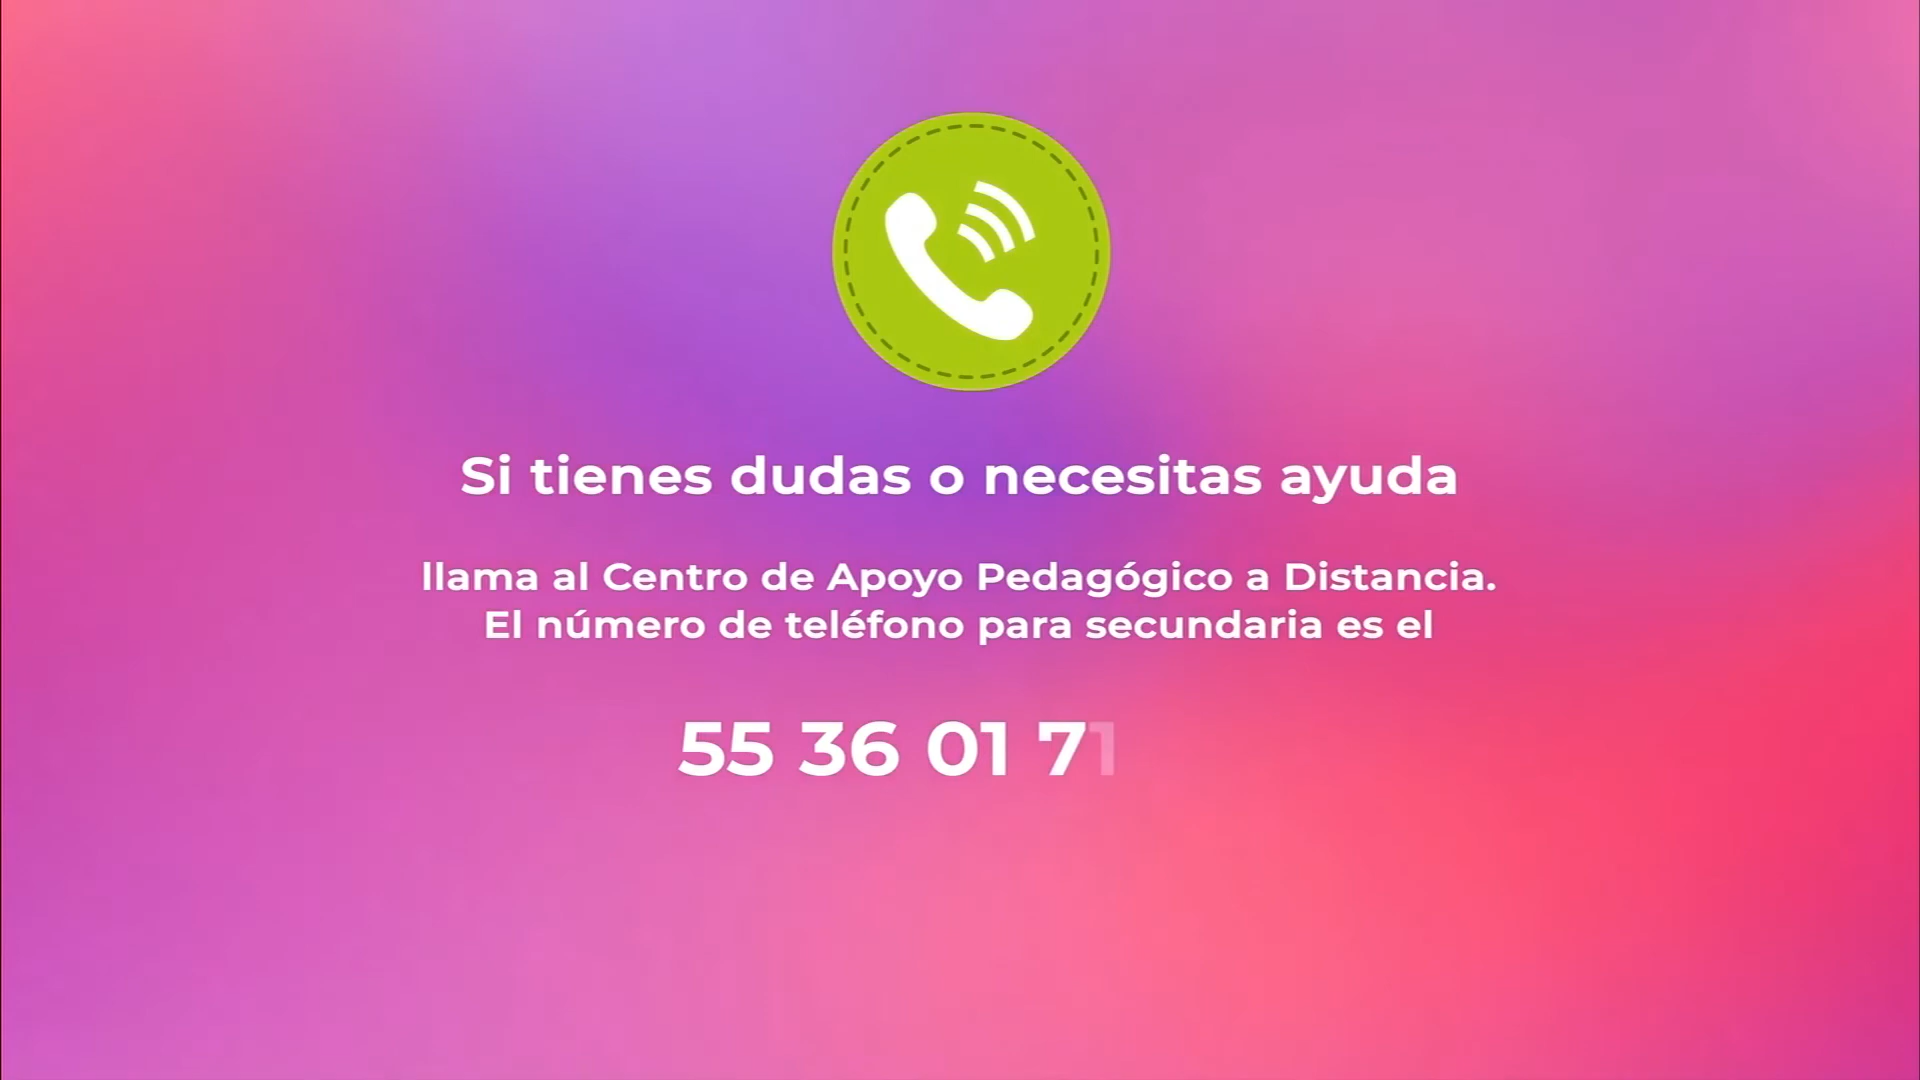 Si tienes dudas o necesitas ayuda
llama al Centro de Apoyo Pedagógico a Distancia.
El número de teléfono para secundaria es el
55 36 01 71